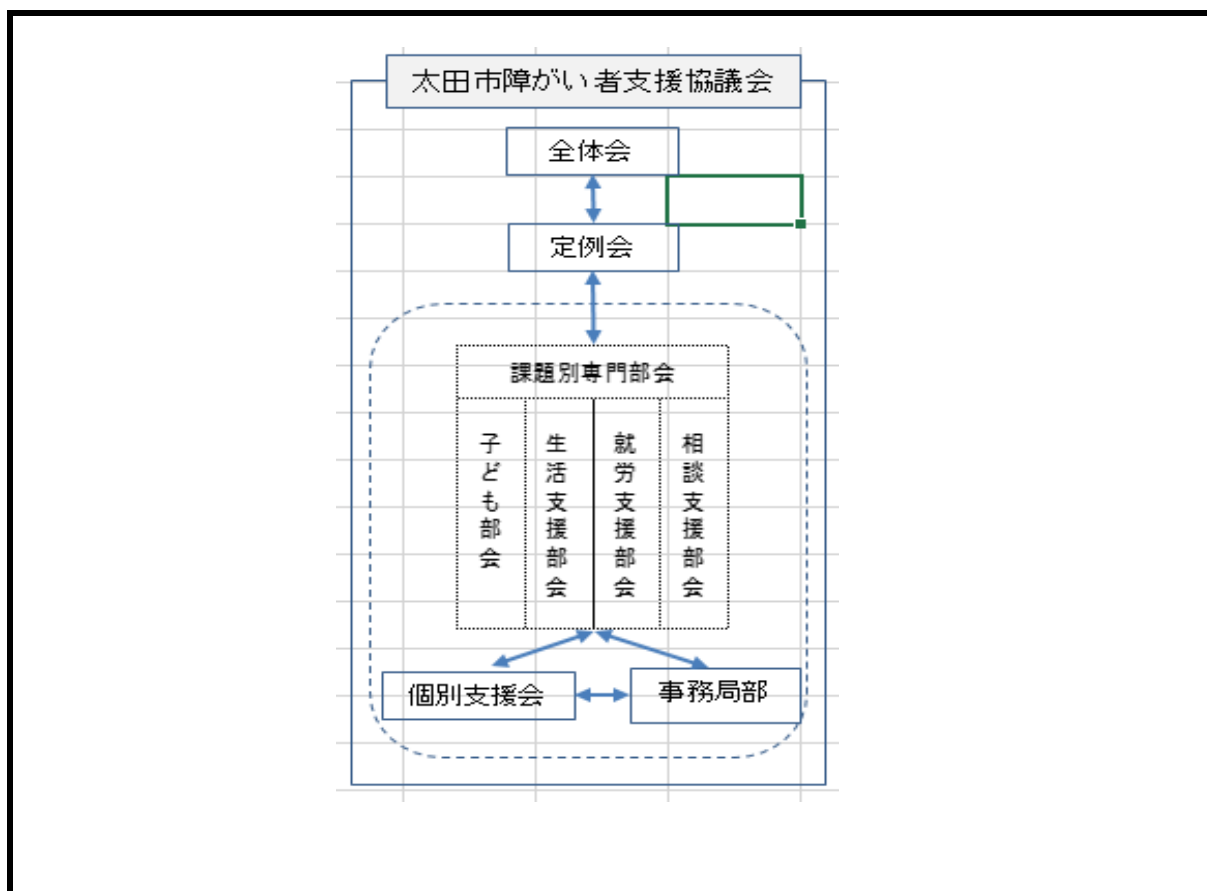 太田市障がい者支援協議会
全体会
定例会
課題別専門部会
子ども部会
生活支援部会
就労支援部会
相談支援部会
個別支援会
事務局部